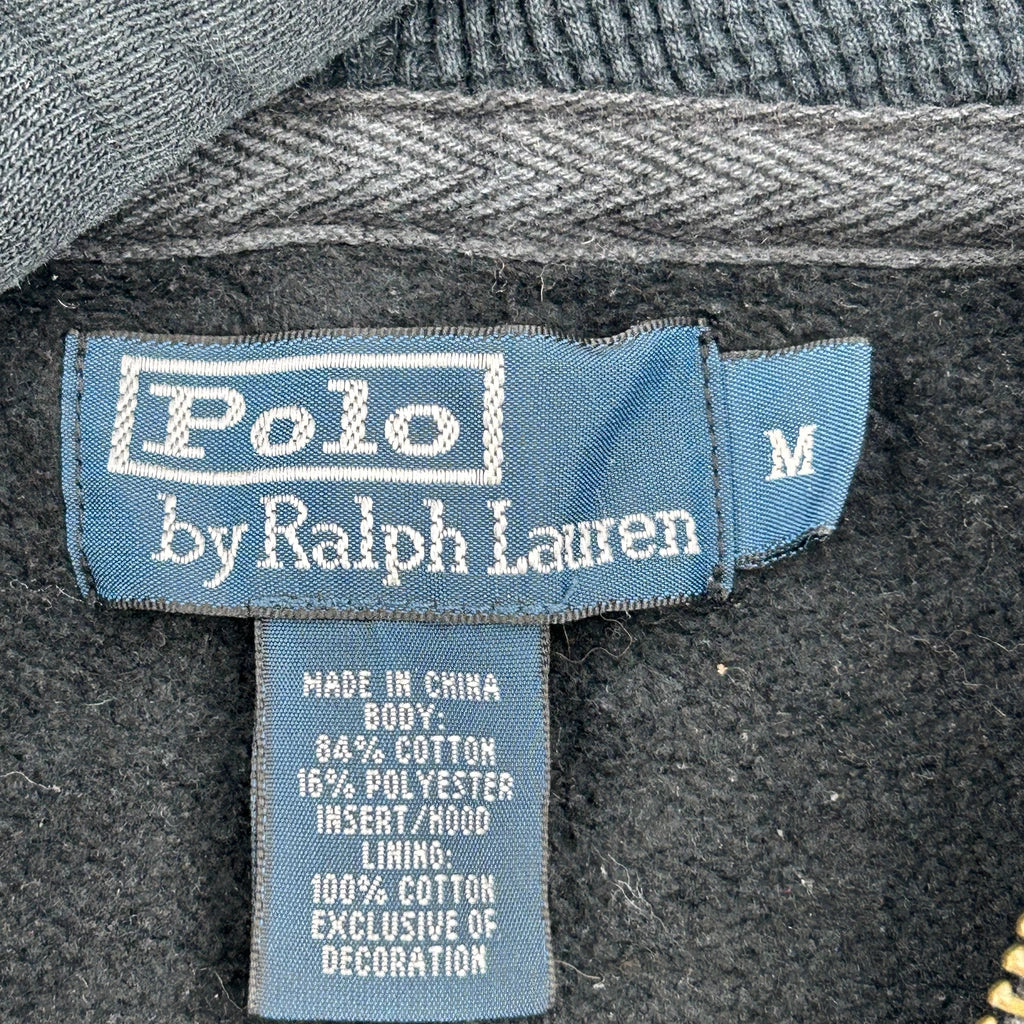 Polo
by Ralph Lauren
M
MADE IN CHINA
BODY:
84% COTTON
16% POLYESTER
INSERT/HOOD
LINING:
100% COTTON
EXCLUSIVE OF
DECORATION